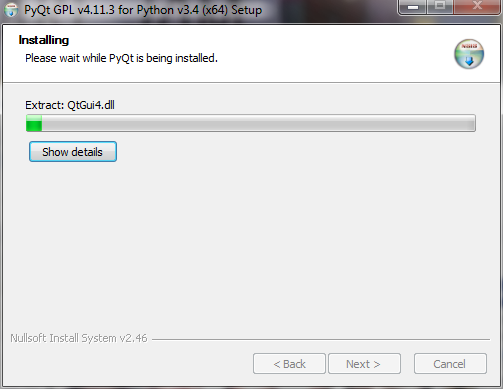 PyQt GPL v4.11.3 for Python v3.4 (x64) Setup
Installing
Please wait while PyQt is being installed.
Extract: QtGui4.dll
Show details
Nullsoft Install System v2.46
< Back
Next >
Cancel